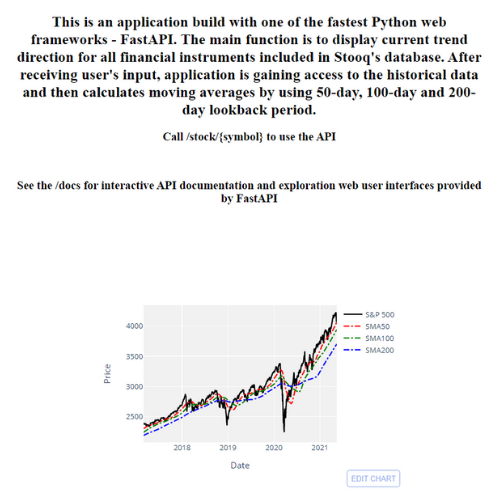 This is an application build with one of the fastest Python web
frameworks - FastAPI. The main function is to display current trend
direction for all financial instruments included in Stooq's database. After
receiving user's input, application is gaining access to the historical data
and then calculates moving averages by using 50-day, 100-day and 200-
day lookback period.
Call /stock/{symbol} to use the API
See the /docs for interactive API documentation and exploration web user interfaces provided
by FastAPI
S&P 500
SMA50
SMA100
SMA200
4000
3500
3000
2500
Price
2018 2019 2020 2021
Date
EDIT CHART